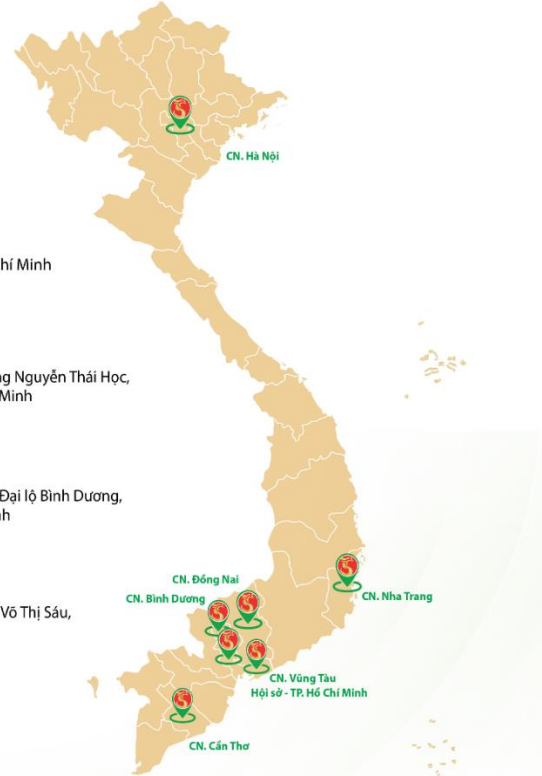 CN. Hà Nội
hí Minh
g Nguyễn Thái Học,
Minh
Đại lộ Bình Dương,
nh
Võ Thị Sáu,
CN. Đồng Nai
CN. Bình Dương
CN. Nha Trang
CN. Vũng Tàu
Hội sở - TP. Hồ Chí Minh
CN. Cần Thơ